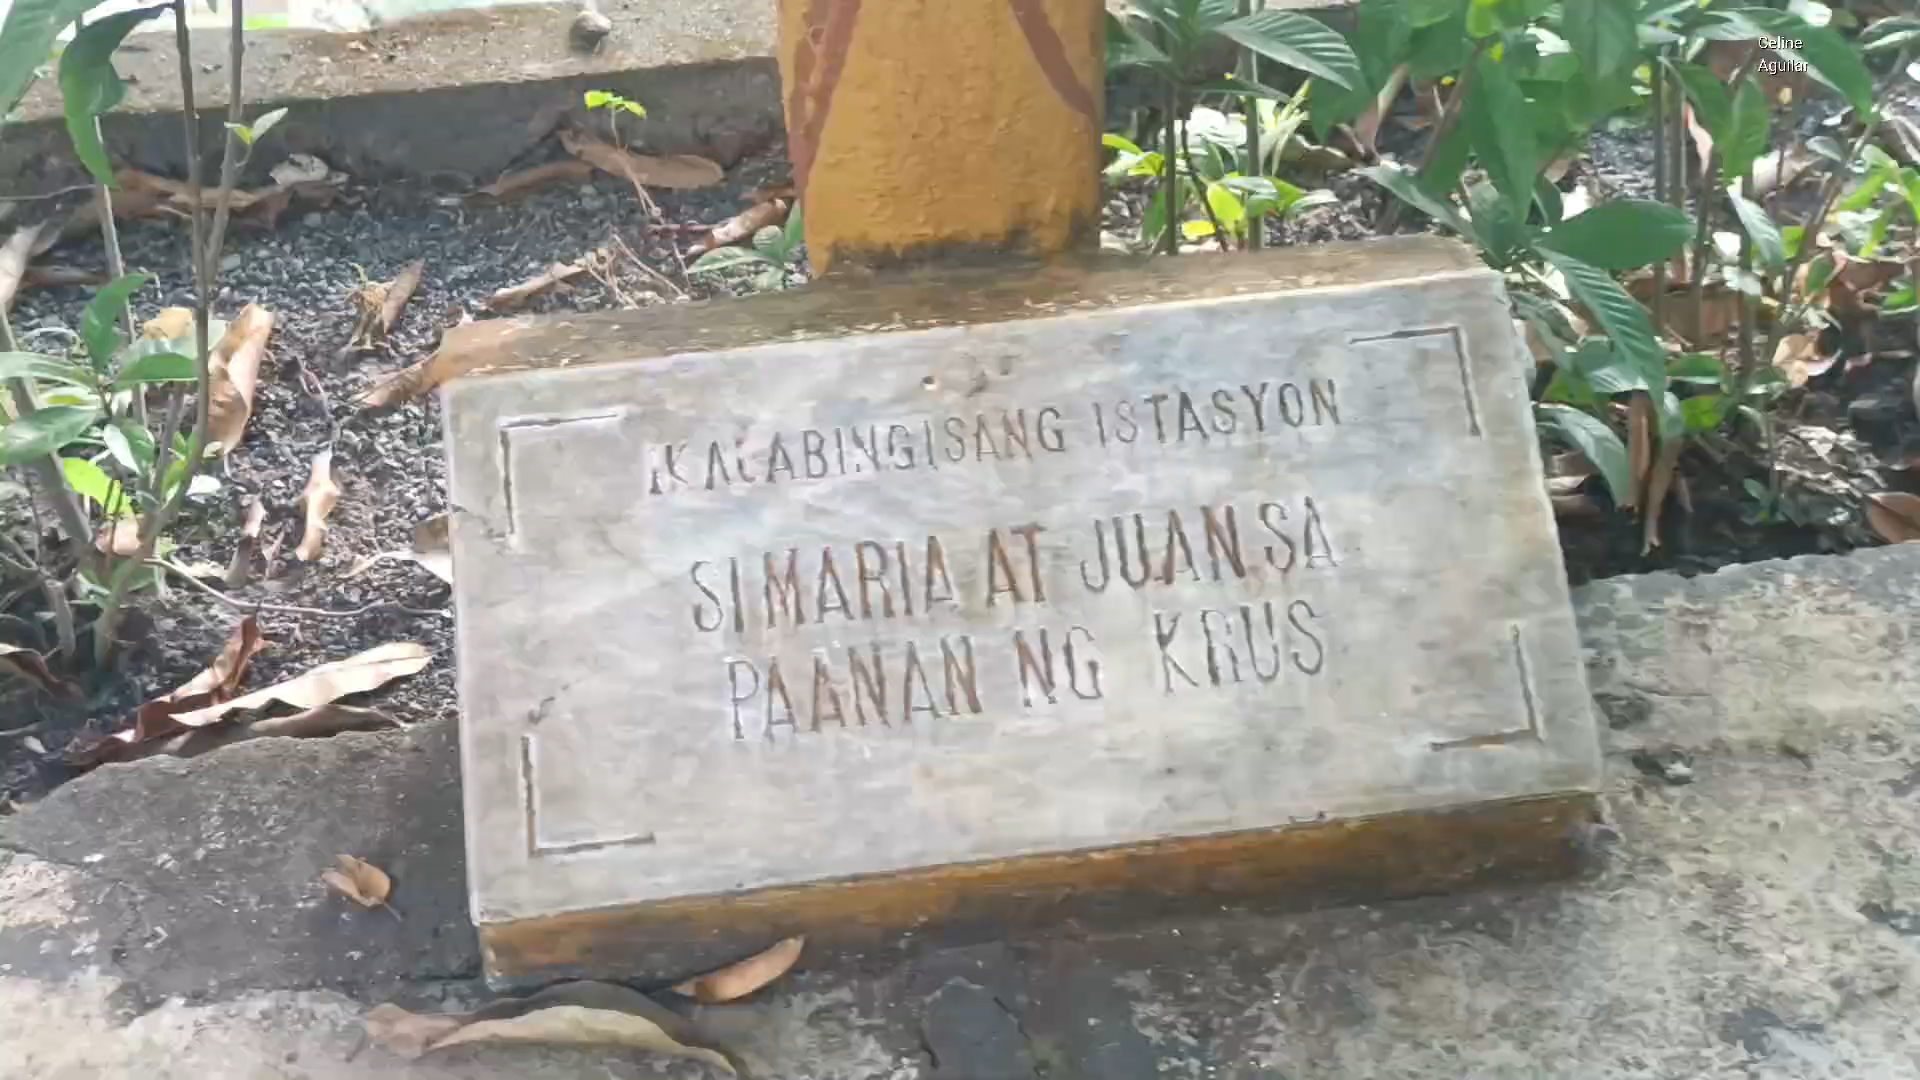 Celine
Aguilar
IKALABINGISANG ISTASYON
SI MARIA AT JUAN SA
PAANAN NG KRUS